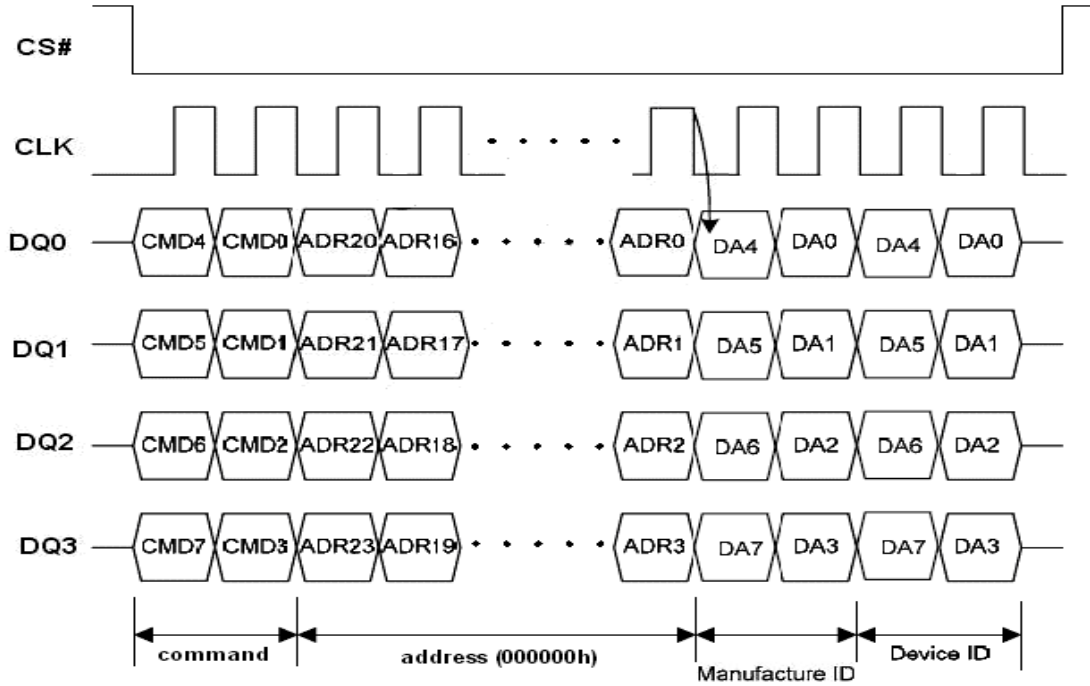 CS#
CLK
DQ0 CMD4 CMD0 ADR20 ADR16 ADR0 DA4 DA0 DA4 DA0
DQ1 CMD5 CMD1 ADR21 ADR17 ADR1 DA5 DA1 DA5 DA1
DQ2 CMD6 CMD2 ADR22 ADR18 ADR2 DA6 DA2 DA6 DA2
DQ3 CMD7 CMD3 ADR23 ADR19 ADR3 DA7 DA3 DA7 DA3
command address (000000h) Manufacture ID Device ID